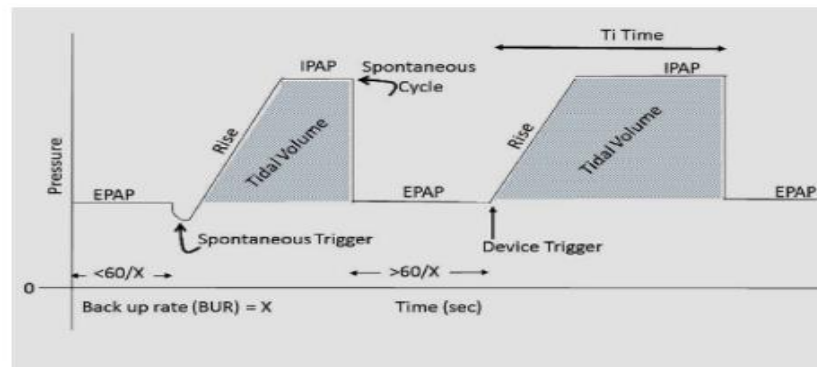 Ti Time
IPAP
Spontaneous
Cycle
IPAP
Rise
Tidal Volume
Rise
Tidal Volume
Pressure
EPAP
EPAP
EPAP
Spontaneous Trigger
Device Trigger
<60/X
>60/X
0
Back up rate (BUR) = X
Time (sec)